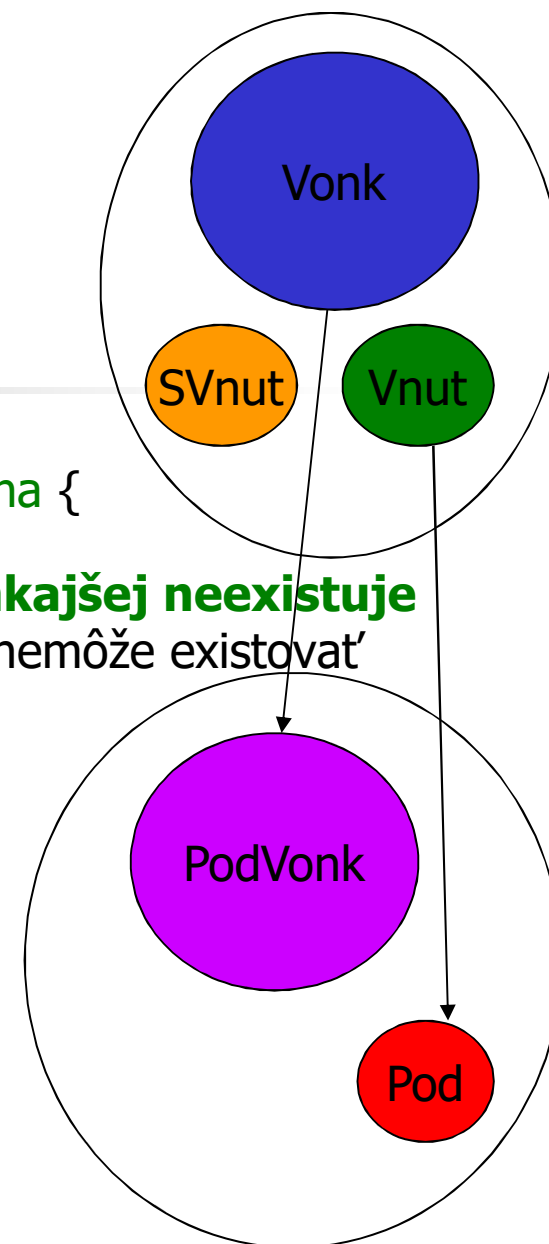 Vonk
SVnut Vnut
na {
kajšej neexistuje
nemôže existovať
PodVonk
Pod